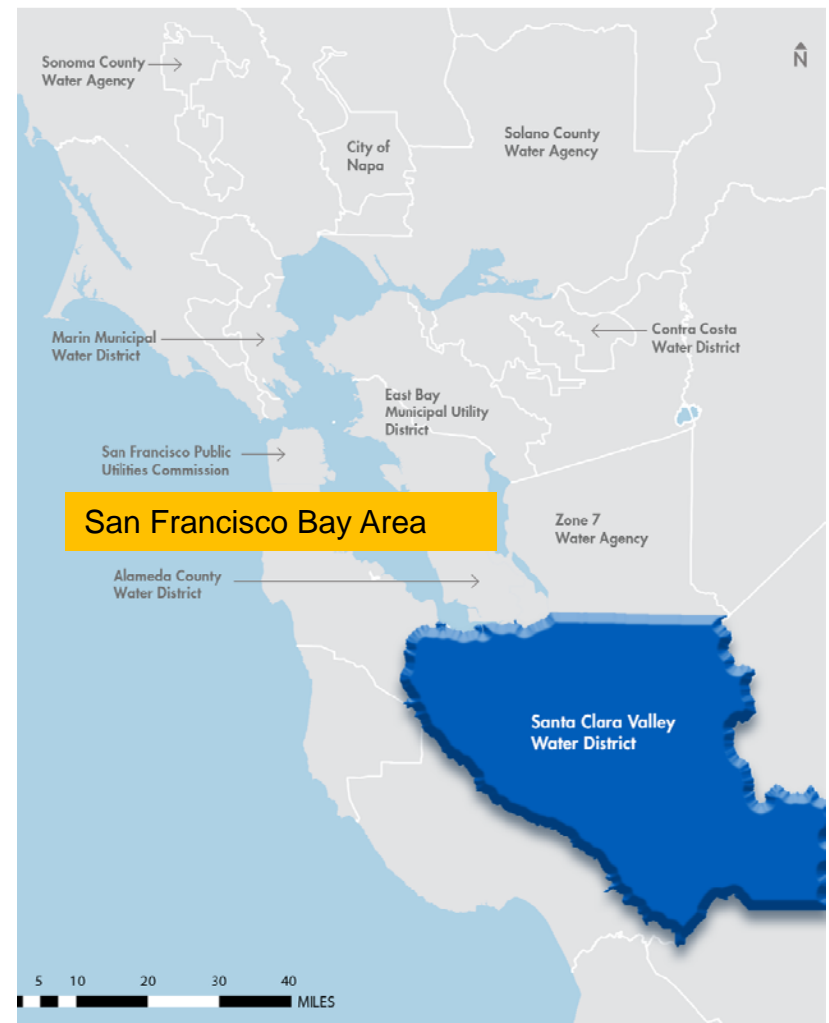 N
Sonoma County
Water Agency
City of
Napa
Solano County
Water Agency
Marin Municipal
Water District
Contra Costa
Water District
East Bay
Municipal Utility
District
San Francisco Public
Utilities Commission
San Francisco Bay Area
Zone 7
Water Agency
Alameda County
Water District
Santa Clara Valley
Water District
5 10 20 30 40
MILES